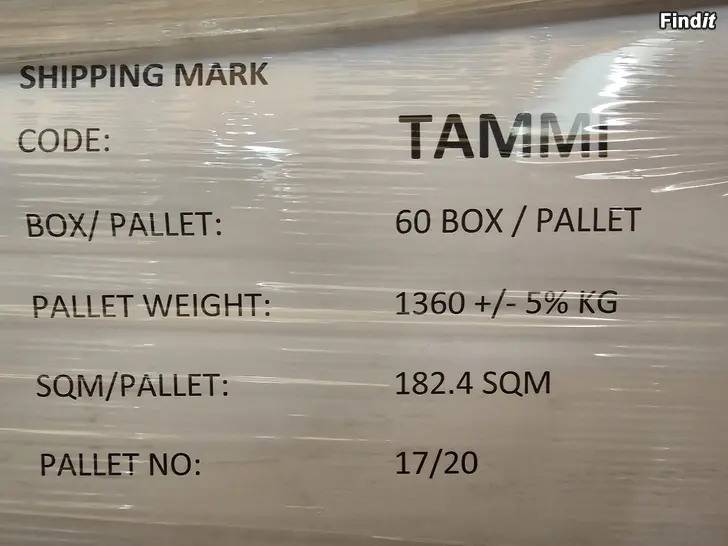 Findit
SHIPPING MARK
CODE: TAMMI
BOX/ PALLET: 60 BOX / PALLET
PALLET WEIGHT: 1360 +/- 5% KG
SQM/PALLET: 182.4 SQM
PALLET NO: 17/20